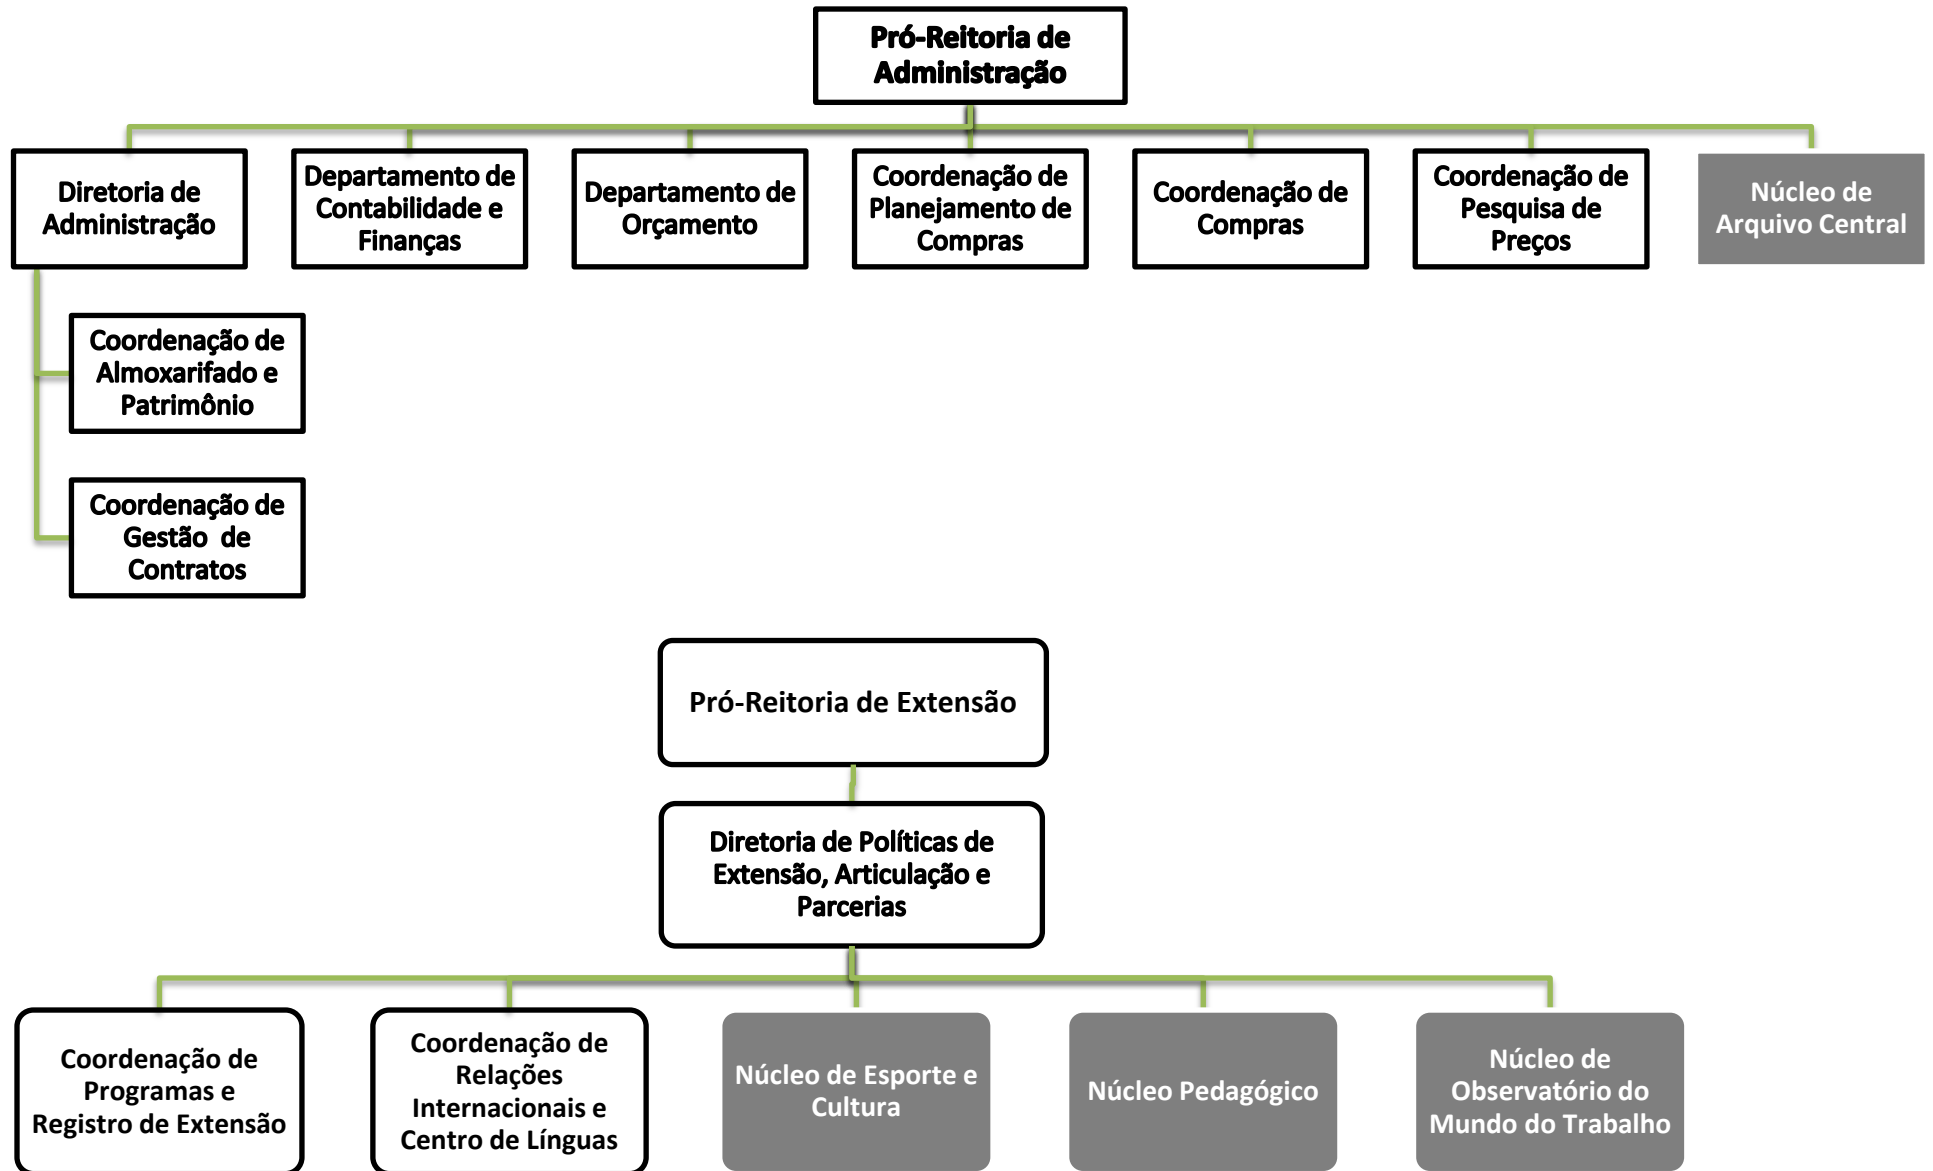 Pró-Reitoria de
Administração
Diretoria de
Administração
Departamento de
Contabilidade e
Finanças
Departamento de
Orçamento
Coordenação de
Planejamento de
Compras
Coordenação de
Compras
Coordenação de
Pesquisa de
Preços
Núcleo de
Arquivo Central
Coordenação de
Almoxarifado e
Patrimônio
Coordenação de
Gestão  de
Contratos
Pró-Reitoria de Extensão
Diretoria de Políticas de
Extensão, Articulação e
Parcerias
Coordenação de
Programas e
Registro de Extensão
Coordenação de
Relações
Internacionais e
Centro de Línguas
Núcleo de Esporte e
Cultura
Núcleo Pedagógico
Núcleo de
Observatório do
Mundo do Trabalho